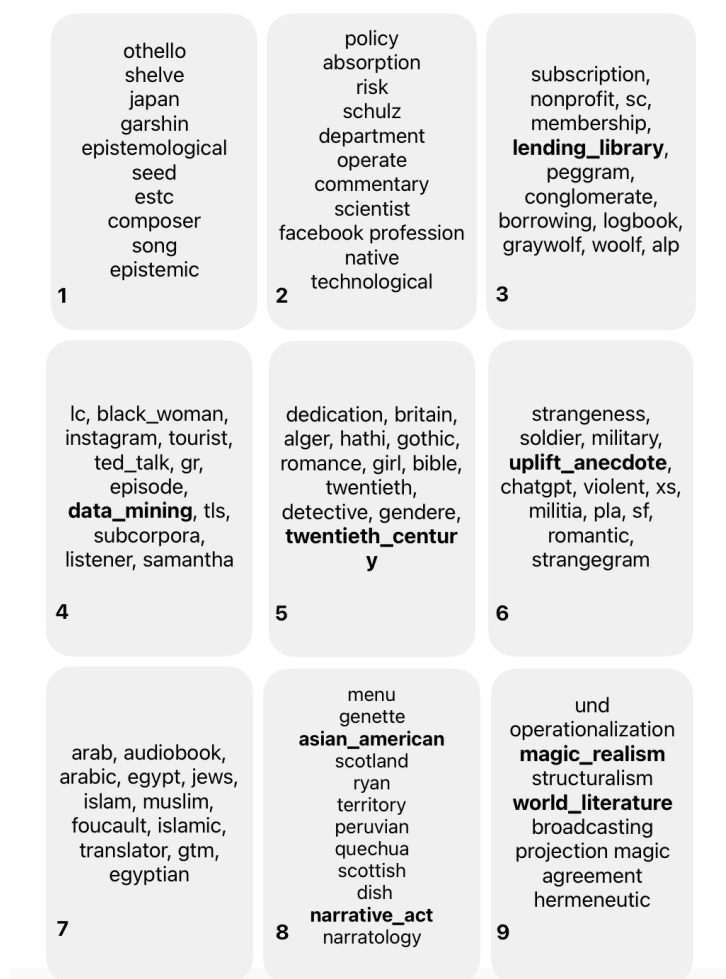 othello
shelve
japan
garshin
epistemological
seed
estc
composer
song
epistemic
1
policy
absorption
risk
schulz
department
operate
commentary
scientist
facebook profession
native
technological
2
subscription,
nonprofit, sc,
membership,
lending_library,
peggram,
conglomerate,
borrowing, logbook,
graywolf, woolf, alp
3
lc, black_woman,
instagram, tourist,
ted_talk, gr,
episode,
data_mining, tls,
subcorpora,
listener, samantha
4
dedication, britain,
alger, hathi, gothic,
romance, girl, bible,
twentieth,
detective, gendere,
twentieth_centur
y
5
strangeness,
soldier, military,
uplift_anecdote,
chatgpt, violent, xs,
militia, pla, sf,
romantic,
strangegram
6
arab, audiobook,
arabic, egypt, jews,
islam, muslim,
foucault, islamic,
translator, gtm,
egyptian
7
menu
genette
asian_american
scotland
ryan
territory
peruvian
quechua
scottish
dish
narrative_act
narratology
8
und
operationalization
magic_realism
structuralism
world_literature
broadcasting
projection magic
agreement
hermeneutic
9